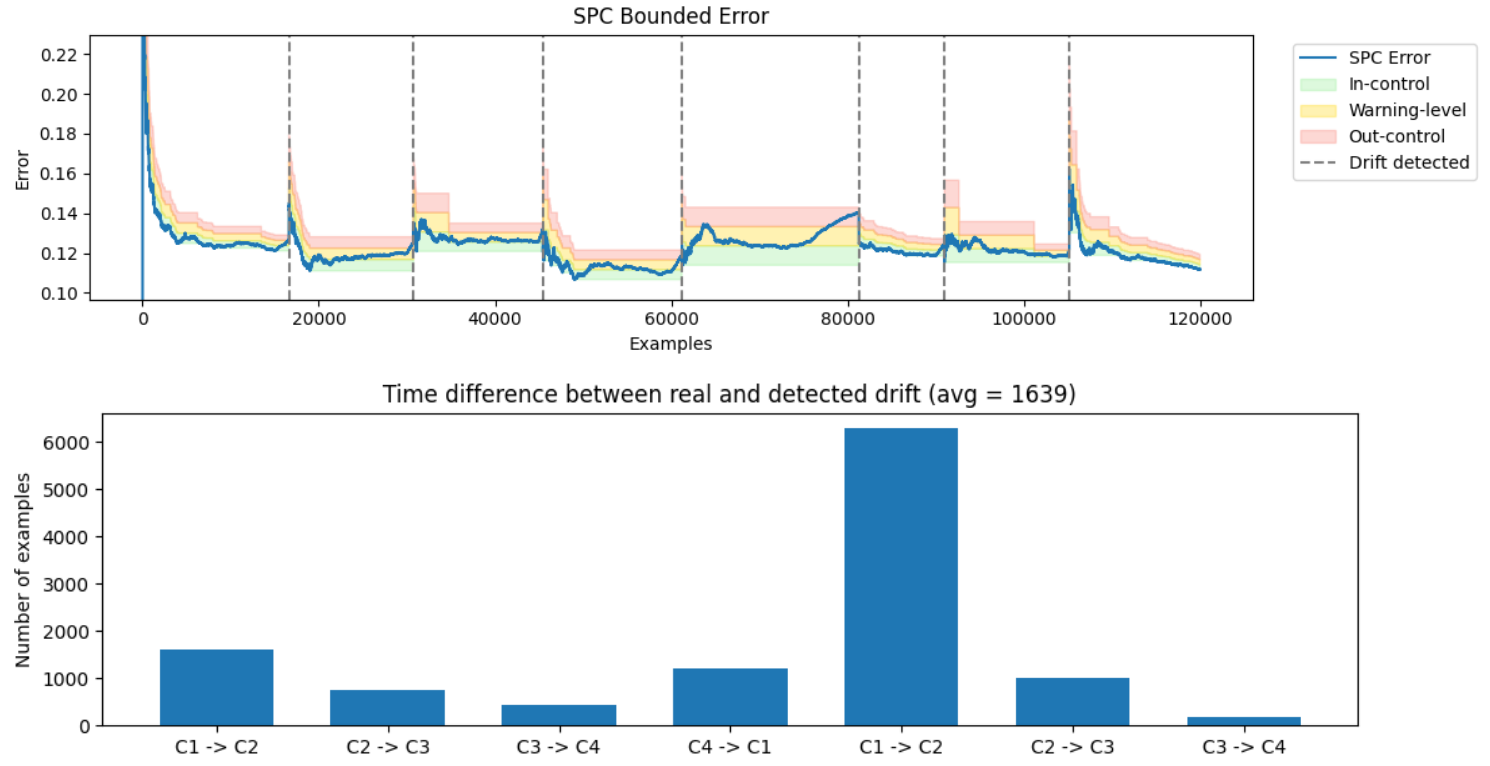 SPC Bounded Error
0.22
0.20
0.18
0.16
0.14
0.12
0.10
Error
0 20000 40000 60000 80000 100000 120000
Examples
SPC Error
In-control
Warning-level
Out-control
Drift detected
Time difference between real and detected drift (avg = 1639)
6000
5000
4000
3000
2000
1000
0
Number of examples
C1 -> C2 C2 -> C3 C3 -> C4 C4 -> C1 C1 -> C2 C2 -> C3 C3 -> C4